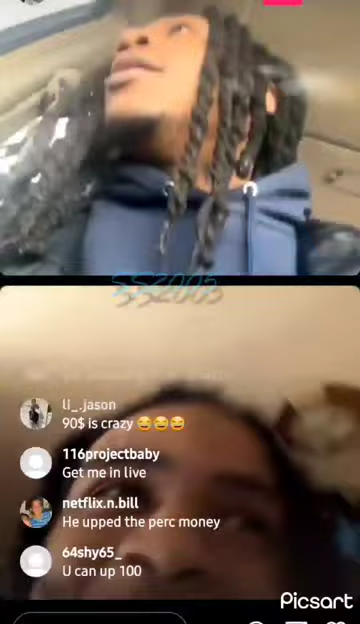 SS2005
li_.jason
90$ is crazy 😂😂😂
116projectbaby
Get me in live
netflix.n.bill
He upped the perc money
64shy65_
U can up 100
Picsart